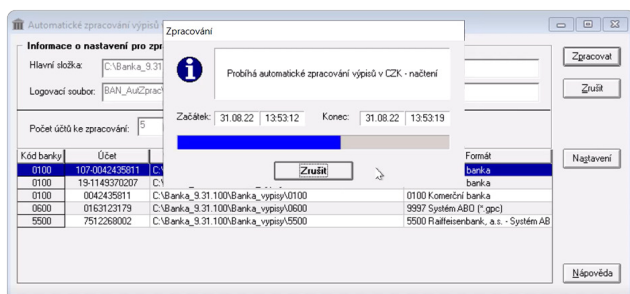 Automatické zpracování výpisů
Zpracování
Informace o nastavení pro
Hlavní složka: C:\Banka_9.31
Logovací soubor: BAN_AutZprac\
Počet účtů ke zpracování: 5
Probíhá automatické zpracování výpisů v CZK - načtení
Začátek: 31.08.22 13:53:12 Konec: 31.08.22 13:53:19
Zrušit
Zpracovat
Zrušit
Nastavení
Nápověda
Kód banky Účet Formát
0100 107-0042435811 C:\ banka
0100 19-1149370207 C:\ banka
0100 0042435811 C:\Banka_9.31.100\Banka_vypisy\0100 0100 Komerční banka
0600 0163123179 C:\Banka_9.31.100\Banka_vypisy\0600 9997 Systém ABO (*.gpc)
5500 7512268002 C:\Banka_9.31.100\Banka_vypisy\5500 5500 Raiffeisenbank, a.s. - Systém AB